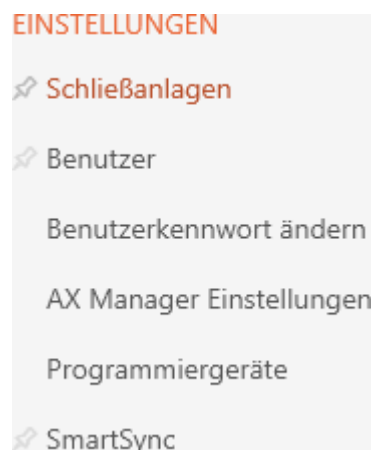 EINSTELLUNGEN
Schließanlagen
Benutzer
Benutzerkennwort ändern
AX Manager Einstellungen
Programmiergeräte
SmartSync